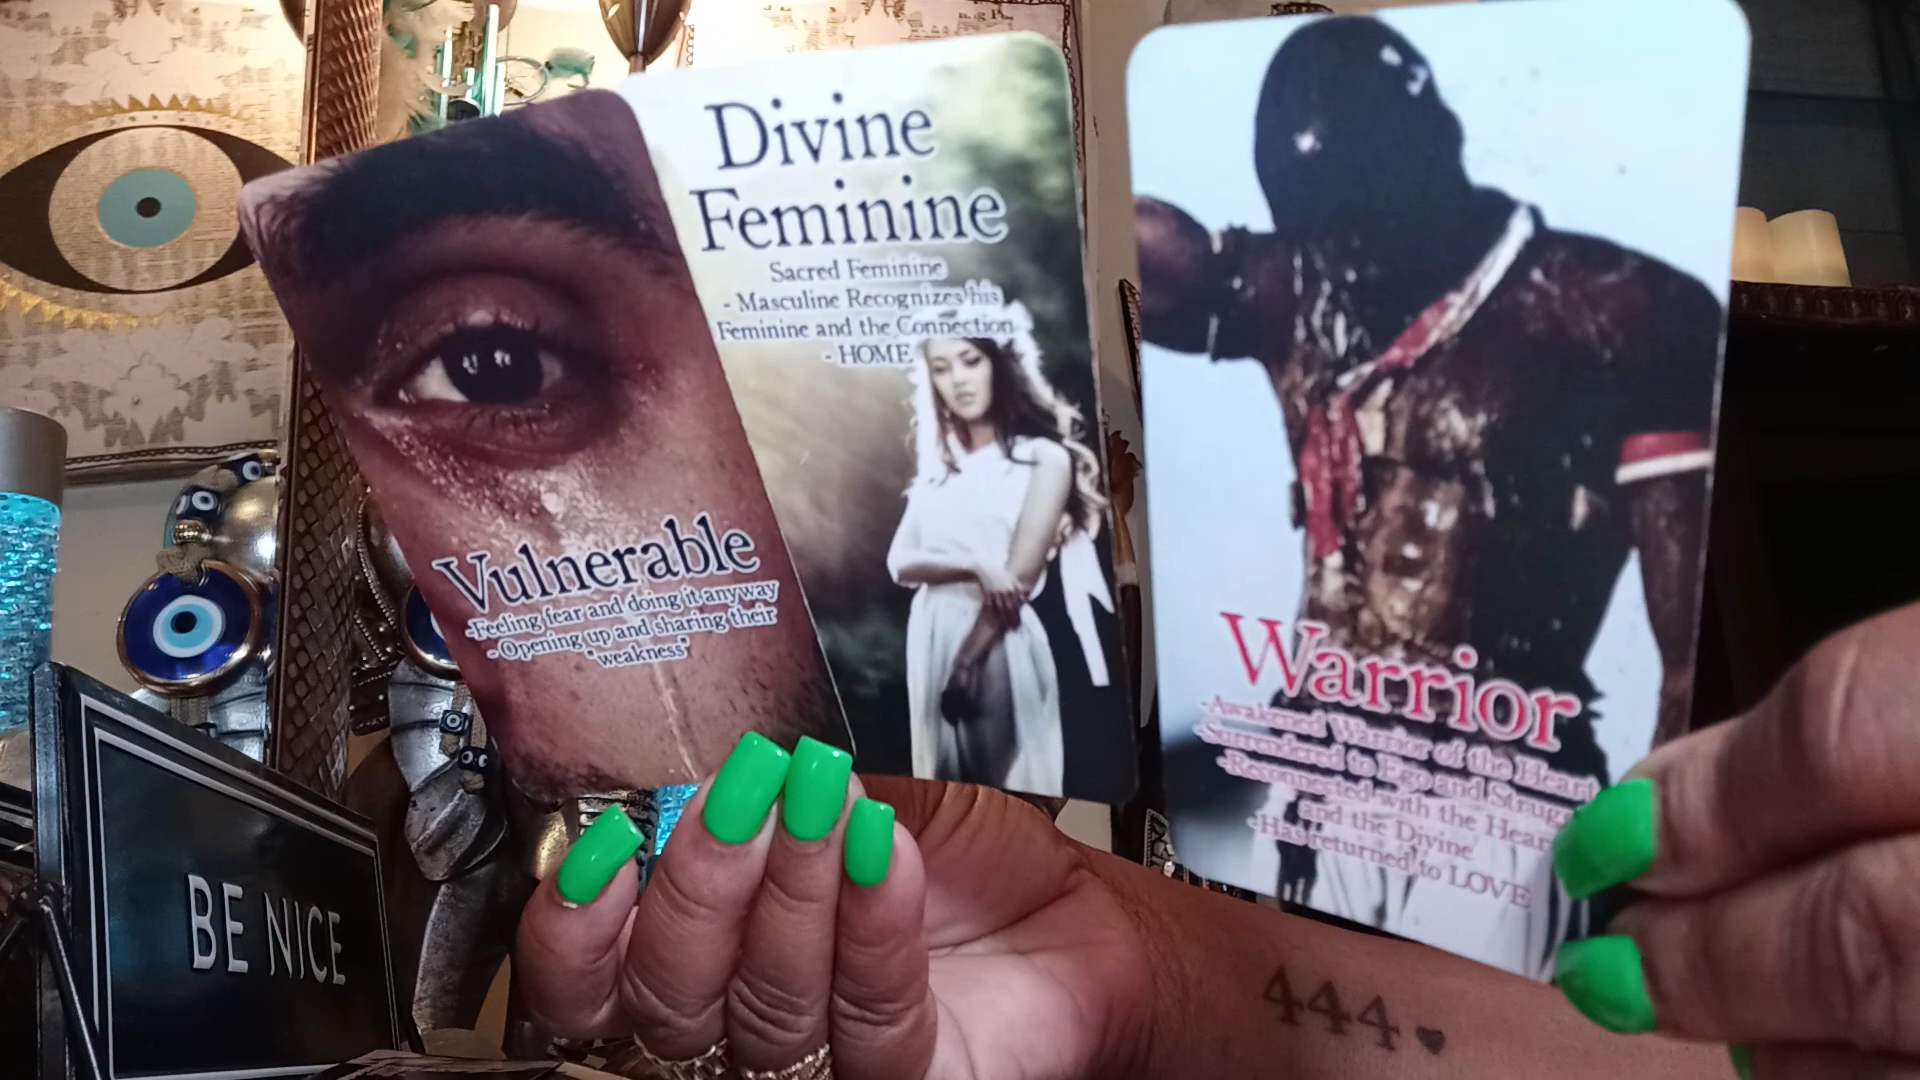 Divine
Feminine
Sacred Feminine
- Masculine Recognizes his
Feminine and the Connection
- HOME
Vulnerable
-Feeling fear and doing it anyway
- Opening up and sharing their
"weakness"
Warrior
-Awakened Warrior of the Heart
-Surrendered to Ego and
-Reconnected with the Heart
and the Divine
-Has returned to LOVE
BE NICE
444